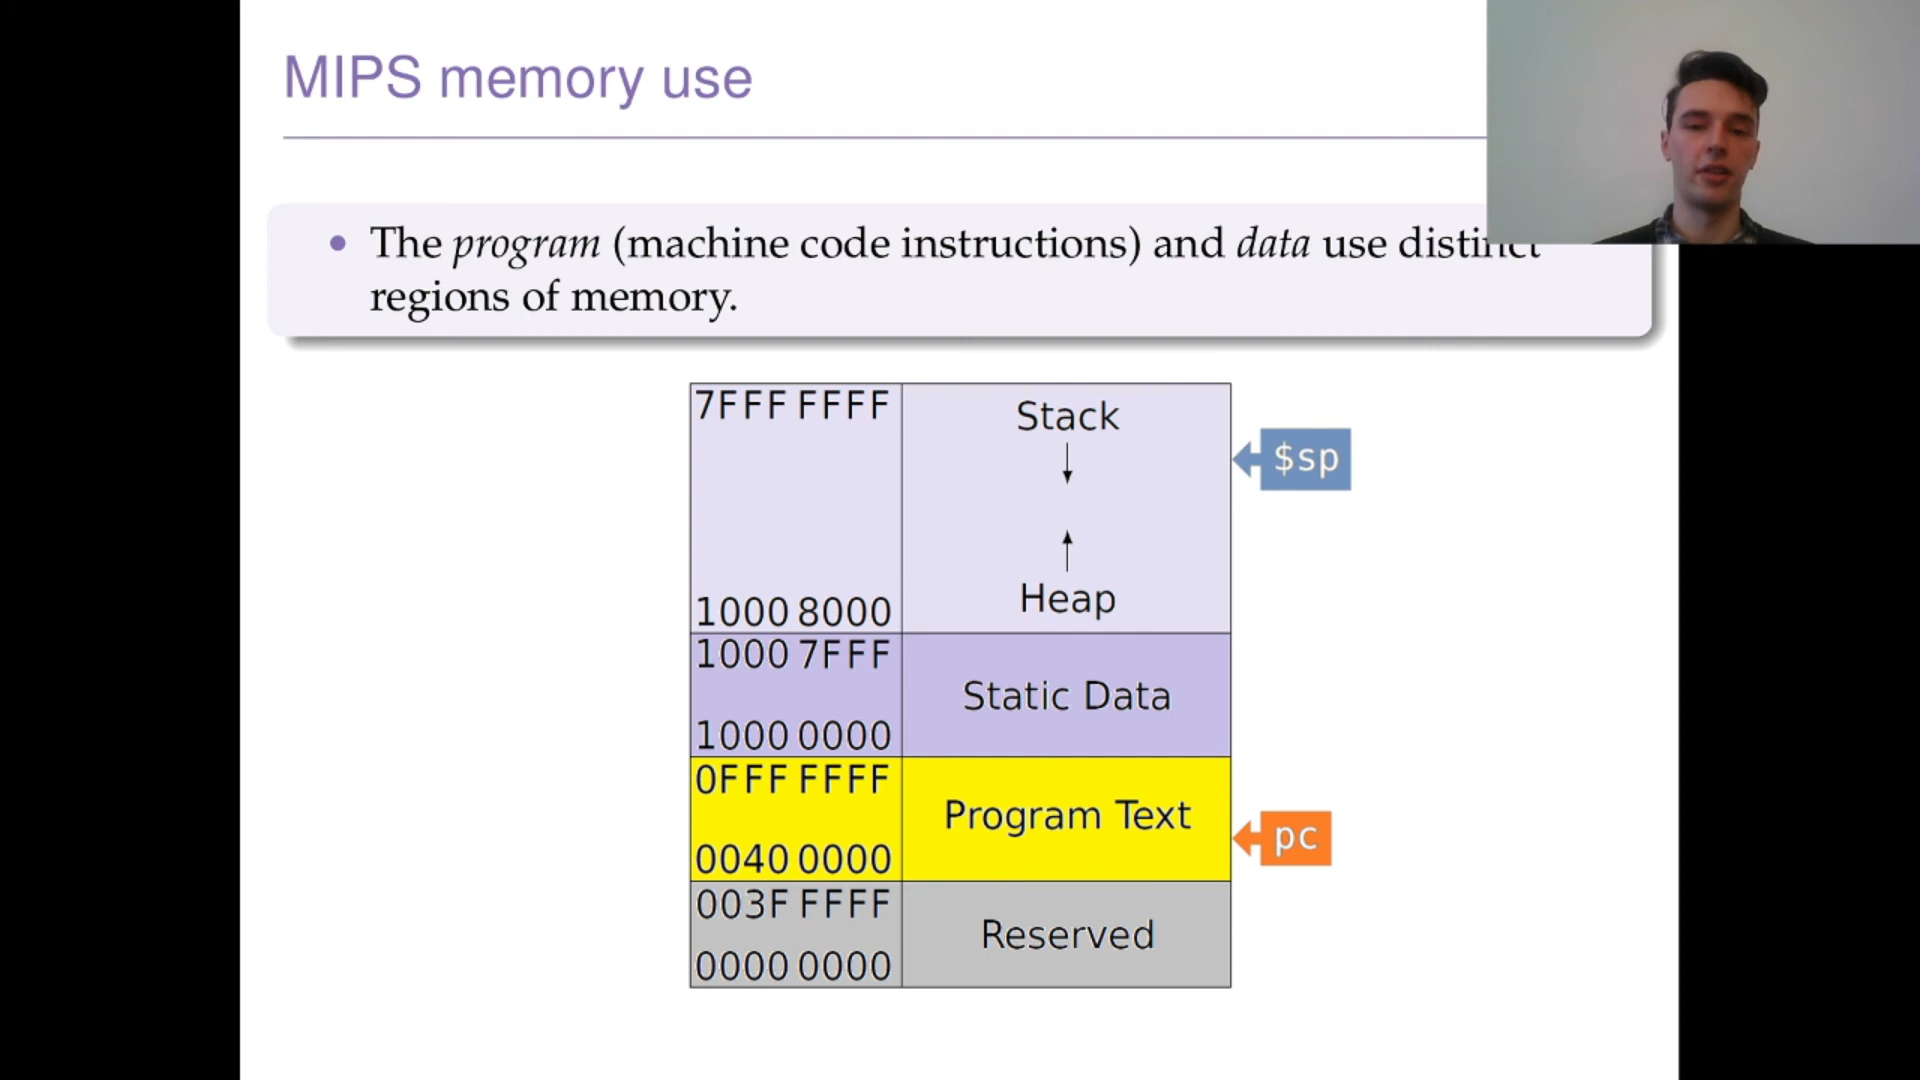 MIPS memory use
• The program (machine code instructions) and data use distinct
regions of memory.
7FFF FFFF
Stack
$sp
Heap
1000 8000
1000 7FFF
Static Data
1000 0000
0FFF FFFF
Program Text
pc
0040 0000
003F FFFF
Reserved
0000 0000